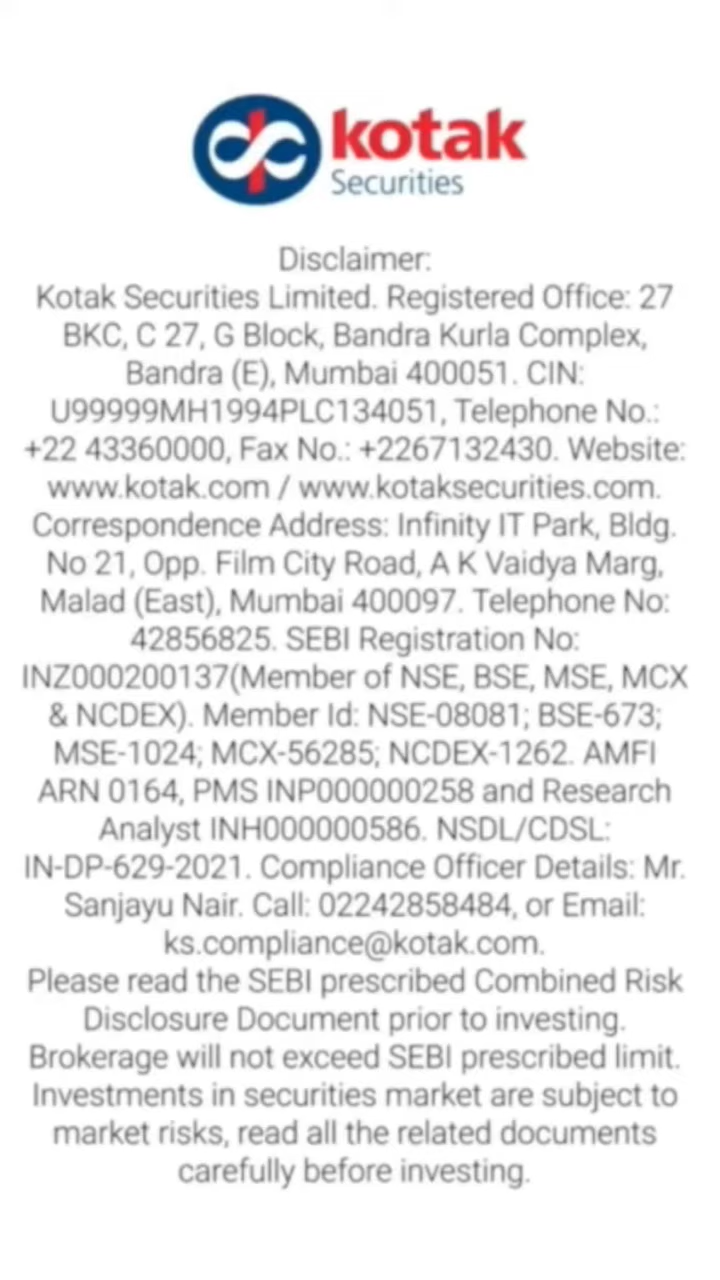 kotak
Securities
Disclaimer:
Kotak Securities Limited. Registered Office: 27
BKC, C 27, G Block, Bandra Kurla Complex,
Bandra (E), Mumbai 400051. CIN:
U99999MH1994PLC134051, Telephone No.:
+22 43360000, Fax No.: +2267132430. Website:
www.kotak.com / www.kotaksecurities.com.
Correspondence Address: Infinity IT Park, Bldg.
No 21, Opp. Film City Road, A K Vaidya Marg,
Malad (East), Mumbai 400097. Telephone No:
42856825. SEBI Registration No:
INZ000200137(Member of NSE, BSE, MSE, MCX
& NCDEX). Member Id: NSE-08081; BSE-673;
MSE-1024; MCX-56285; NCDEX-1262. AMFI
ARN 0164, PMS INP000000258 and Research
Analyst INH000000586. NSDL/CDSL:
IN-DP-629-2021. Compliance Officer Details: Mr.
Sanjayu Nair. Call: 02242858484, or Email:
ks.compliance@kotak.com.
Please read the SEBI prescribed Combined Risk
Disclosure Document prior to investing.
Brokerage will not exceed SEBI prescribed limit.
Investments in securities market are subject to
market risks, read all the related documents
carefully before investing.